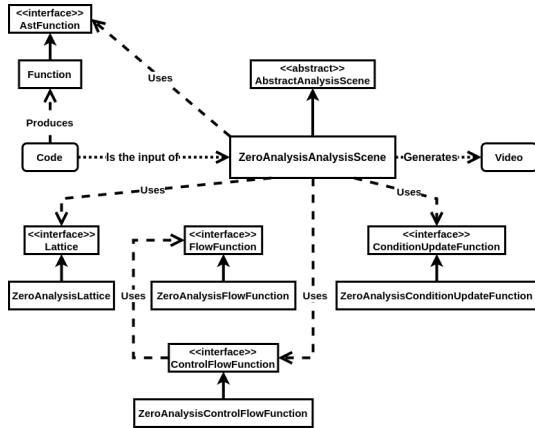 <<interface>>
AstFunction
Function
Uses
<<abstract>>
AbstractAnalysisScene
Produces
Code
Is the input of
ZeroAnalysisAnalysisScene
Generates
Video
Uses
Uses
<<interface>>
Lattice
<<interface>>
FlowFunction
<<interface>>
ConditionUpdateFunction
ZeroAnalysisLattice
Uses
ZeroAnalysisFlowFunction
Uses
ZeroAnalysisConditionUpdateFunction
<<interface>>
ControlFlowFunction
ZeroAnalysisControlFlowFunction